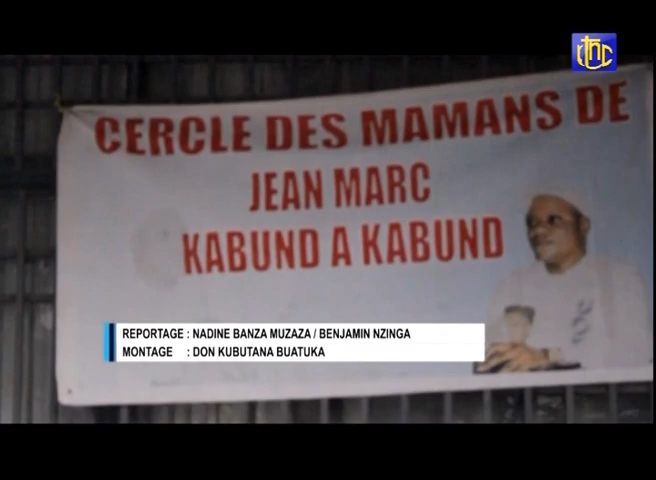 CERCLE DES MAMANS DE
JEAN MARC
KABUND A KABUND
REPORTAGE : NADINE BANZA MUZAZA / BENJAMIN NZINGA
MONTAGE : DON KUBUTANA BUATUKA